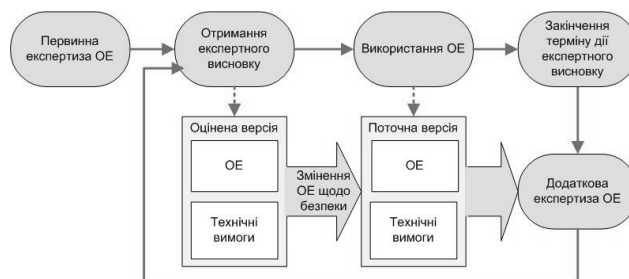 Первинна
експертиза ОЕ
Отримання
експертного
висновку
Використання ОЕ
Закінчення
терміну дії
експертного
висновку
Оцінена версія
ОЕ
Технічні
вимоги
Змінення
ОЕ щодо
безпеки
Поточна версія
ОЕ
Технічні
вимоги
Додаткова
експертиза ОЕ